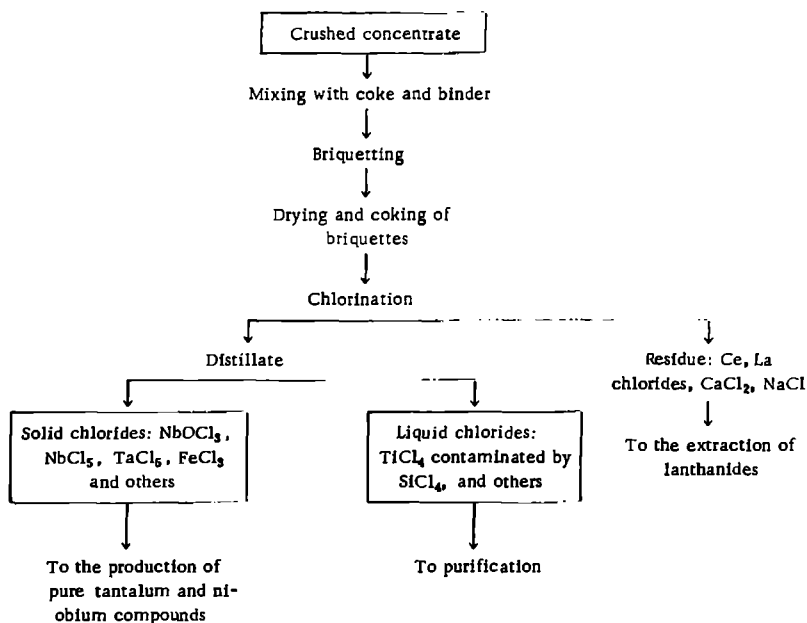 Crushed concentrate
Mixing with coke and binder
Briquetting
Drying and coking of
briquettes
Chlorination
Distillate
Residue: Ce, La
chlorides, CaCl₂, NaCl
Solid chlorides: NbOCl₃,
NbCl₅, TaCl₅, FeCl₃
and others
Liquid chlorides:
TiCl₄ contaminated by
SiCl₄, and others
To the extraction of
lanthanides
To the production of
pure tantalum and ni-
obium compounds
To purification